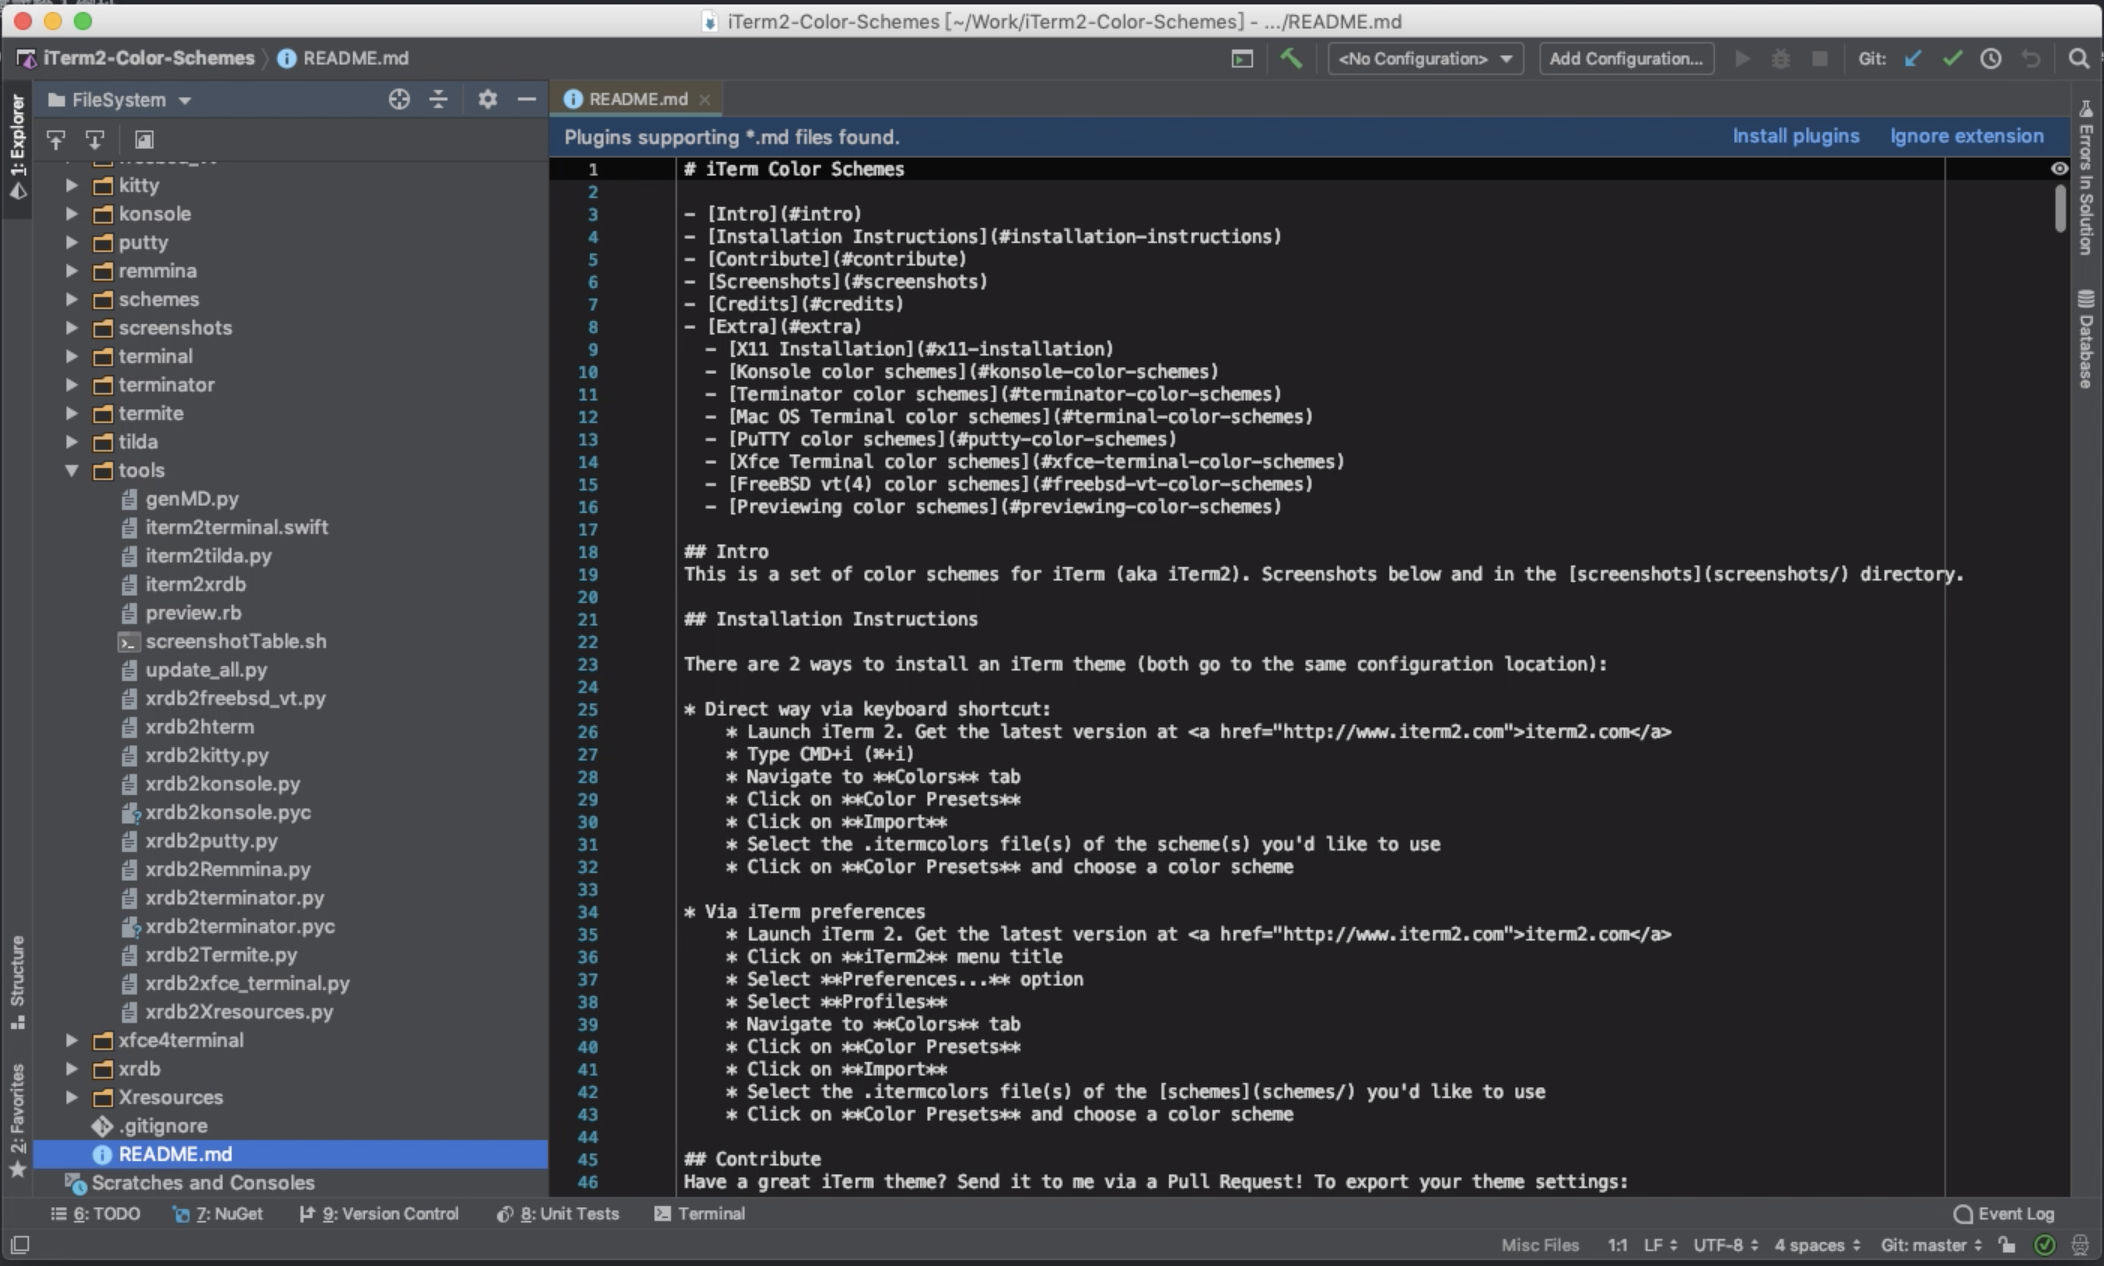 iTerm2-Color-Schemes [~/Work/iTerm2-Color-Schemes] - .../README.md
iTerm2-Color-Schemes README.md
<No Configuration> Add Configuration... Git:
1: Explorer
FileSystem
README.md
Plugins supporting *.md files found. Install plugins Ignore extension
kitty
konsole
putty
remmina
schemes
screenshots
terminal
terminator
termite
tilda
tools
genMD.py
iterm2terminal.swift
iterm2tilda.py
iterm2xrdb
preview.rb
screenshotTable.sh
update_all.py
xrdb2freebsd_vt.py
xrdb2hterm
xrdb2kitty.py
xrdb2konsole.py
xrdb2konsole.pyc
xrdb2putty.py
xrdb2Remmina.py
xrdb2terminator.py
xrdb2terminator.pyc
xrdb2Termite.py
xrdb2xfce_terminal.py
xrdb2Xresources.py
xfce4terminal
xrdb
Xresources
.gitignore
README.md
Scratches and Consoles
Structure
2: Favorites
1 # iTerm Color Schemes
2
3 - [Intro](#intro)
4 - [Installation Instructions](#installation-instructions)
5 - [Contribute](#contribute)
6 - [Screenshots](#screenshots)
7 - [Credits](#credits)
8 - [Extra](#extra)
9 - [X11 Installation](#x11-installation)
10 - [Konsole color schemes](#konsole-color-schemes)
11 - [Terminator color schemes](#terminator-color-schemes)
12 - [Mac OS Terminal color schemes](#terminal-color-schemes)
13 - [PuTTY color schemes](#putty-color-schemes)
14 - [Xfce Terminal color schemes](#xfce-terminal-color-schemes)
15 - [FreeBSD vt(4) color schemes](#freebsd-vt-color-schemes)
16 - [Previewing color schemes](#previewing-color-schemes)
17
18 ## Intro
19 This is a set of color schemes for iTerm (aka iTerm2). Screenshots below and in the [screenshots](screenshots/) directory.
20
21 ## Installation Instructions
22
23 There are 2 ways to install an iTerm theme (both go to the same configuration location):
24
25 * Direct way via keyboard shortcut:
26 * Launch iTerm 2. Get the latest version at <a href="http://www.iterm2.com">iterm2.com</a>
27 * Type CMD+i (⌘+i)
28 * Navigate to **Colors** tab
29 * Click on **Color Presets**
30 * Click on **Import**
31 * Select the .itermcolors file(s) of the scheme(s) you'd like to use
32 * Click on **Color Presets** and choose a color scheme
33
34 * Via iTerm preferences
35 * Launch iTerm 2. Get the latest version at <a href="http://www.iterm2.com">iterm2.com</a>
36 * Click on **iTerm2** menu title
37 * Select **Preferences...** option
38 * Select **Profiles**
39 * Navigate to **Colors** tab
40 * Click on **Color Presets**
41 * Click on **Import**
42 * Select the .itermcolors file(s) of the [schemes](schemes/) you'd like to use
43 * Click on **Color Presets** and choose a color scheme
44
45 ## Contribute
46 Have a great iTerm theme? Send it to me via a Pull Request! To export your theme settings:
Errors In Solution
Database
6: TODO 7: NuGet 9: Version Control 8: Unit Tests Terminal Event Log
Misc Files 1:1 LF UTF-8 4 spaces Git: master